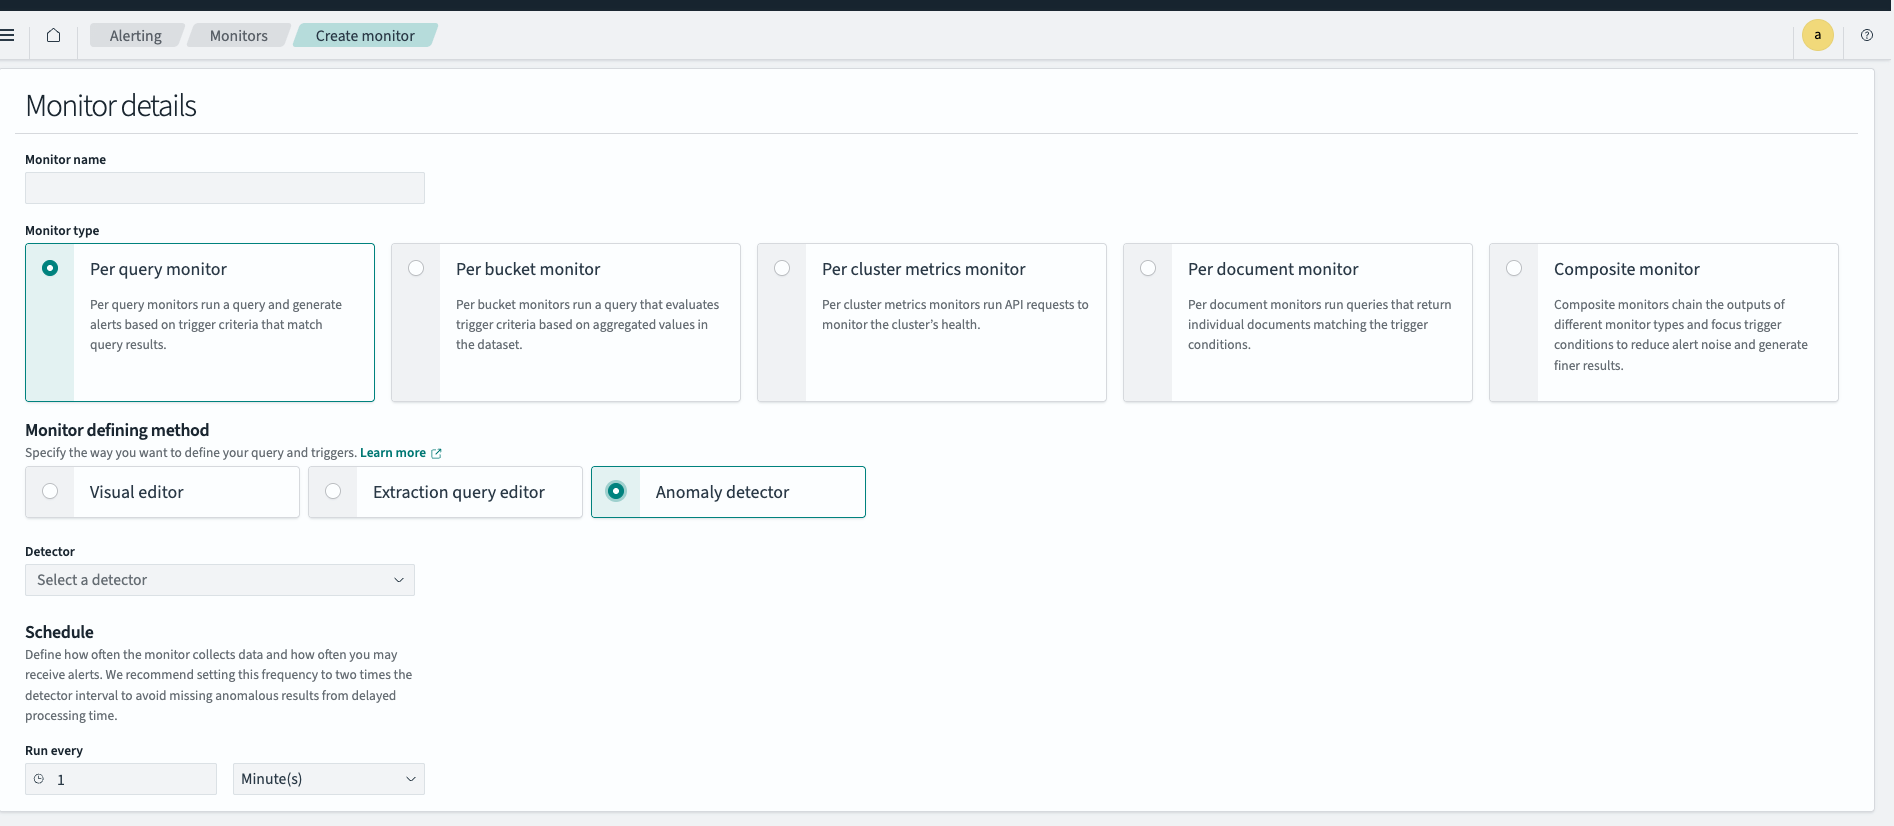 Alerting
Monitors
Create monitor
a
Monitor details
Monitor name
Monitor type
Per query monitor
Per query monitors run a query and generate
alerts based on trigger criteria that match
query results.
Per bucket monitor
Per bucket monitors run a query that evaluates
trigger criteria based on aggregated values in
the dataset.
Per cluster metrics monitor
Per cluster metrics monitors run API requests to
monitor the cluster's health.
Per document monitor
Per document monitors run queries that return
individual documents matching the trigger
conditions.
Composite monitor
Composite monitors chain the outputs of
different monitor types and focus trigger
conditions to reduce alert noise and generate
finer results.
Monitor defining method
Specify the way you want to define your query and triggers. Learn more
Visual editor
Extraction query editor
Anomaly detector
Detector
Select a detector
Schedule
Define how often the monitor collects data and how often you may
receive alerts. We recommend setting this frequency to two times the
detector interval to avoid missing anomalous results from delayed
processing time.
Run every
1
Minute(s)